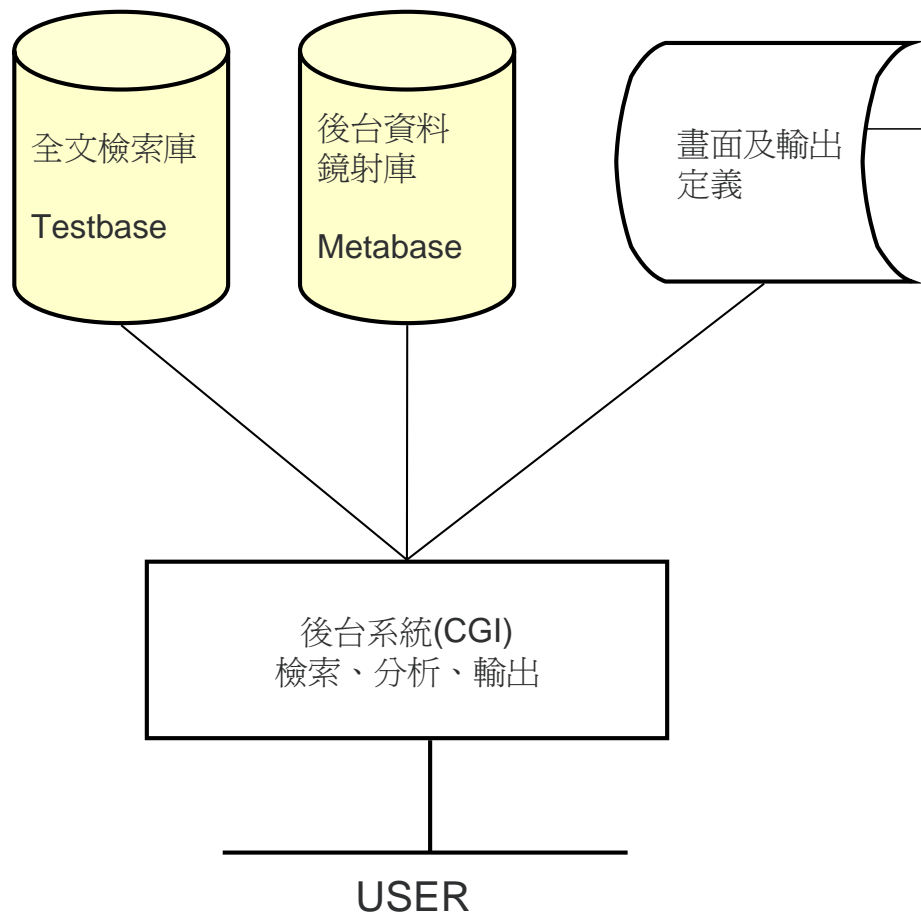 全文檢索庫
Testbase
後台資料
鏡射庫
Metabase
畫面及輸出
定義
後台系統(CGI)
檢索、分析、輸出
USER